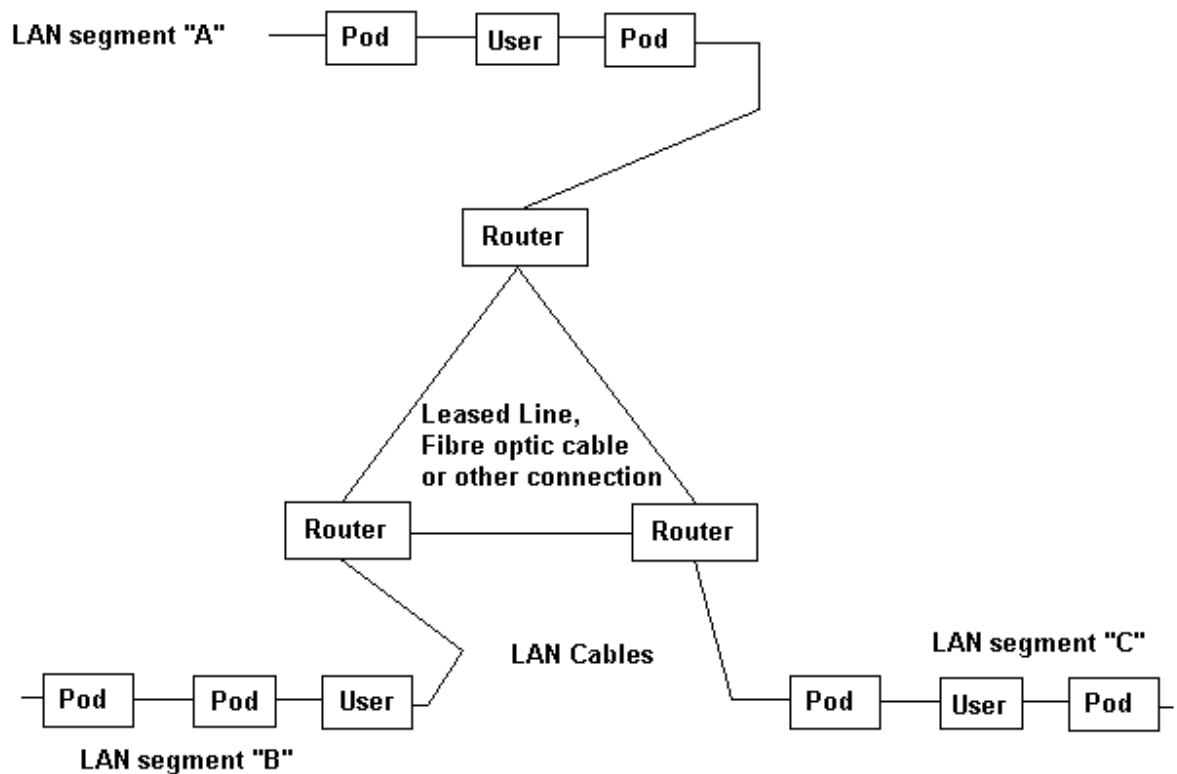 LAN segment "A"
Pod
User
Pod
Router
Leased Line,
Fibre optic cable
or other connection
Router
Router
LAN Cables
LAN segment "C"
Pod
Pod
User
Pod
User
Pod
LAN segment "B"